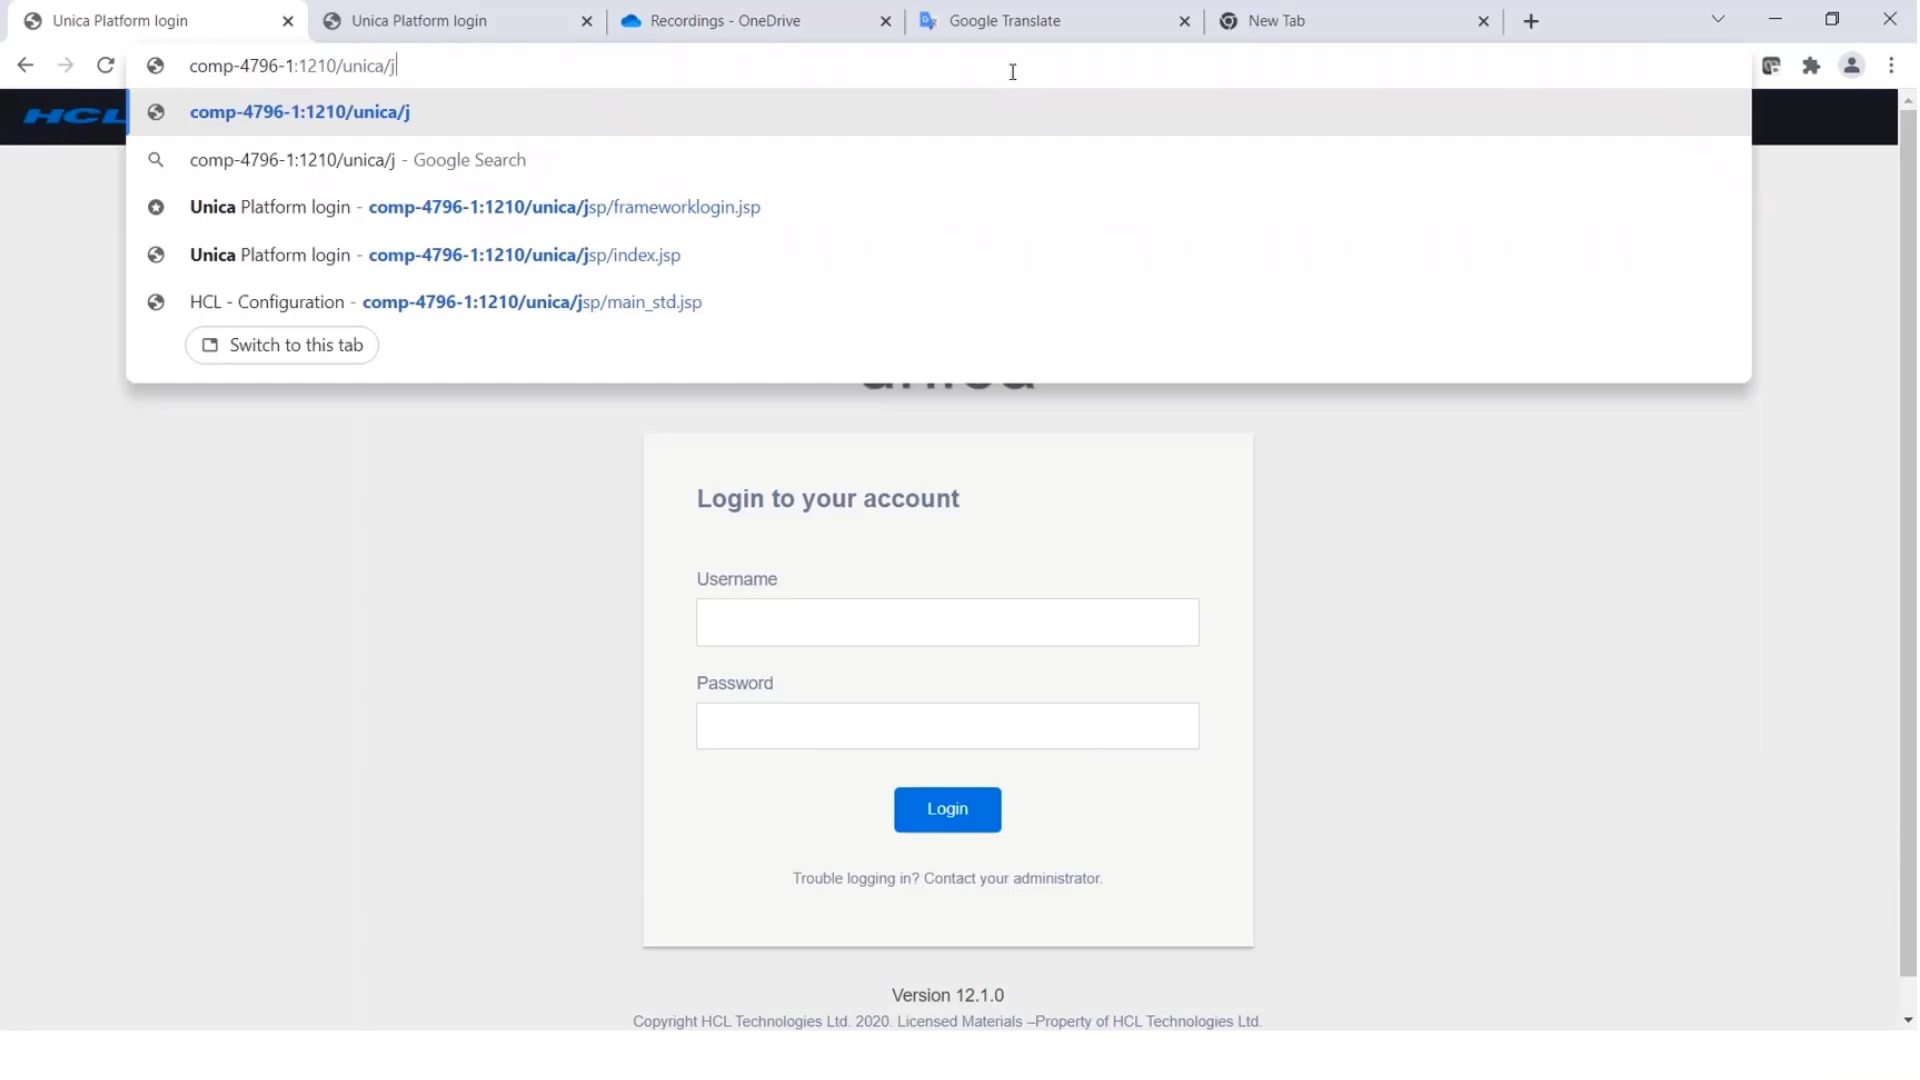 Unica Platform login
Unica Platform login
Recordings - OneDrive
Google Translate
New Tab
comp-4796-1:1210/unica/j
HCL
comp-4796-1:1210/unica/j
comp-4796-1:1210/unica/j - Google Search
Unica Platform login - comp-4796-1:1210/unica/jsp/frameworklogin.jsp
Unica Platform login - comp-4796-1:1210/unica/jsp/index.jsp
HCL - Configuration - comp-4796-1:1210/unica/jsp/main_std.jsp
Switch to this tab
Login to your account
Username
Password
Login
Trouble logging in? Contact your administrator.
Version 12.1.0
Copyright HCL Technologies Ltd. 2020. Licensed Materials –Property of HCL Technologies Ltd.